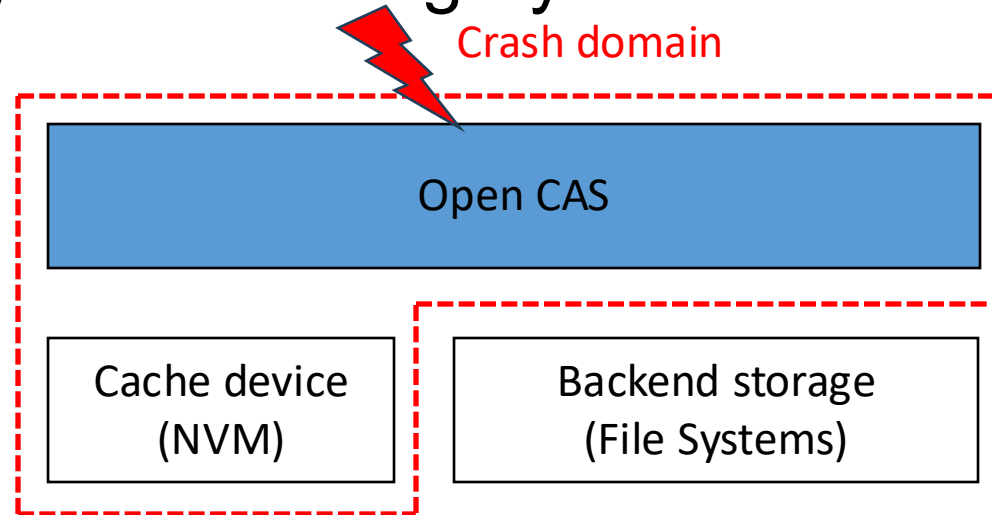 Crash domain
Open CAS
Cache device
(NVM)
Backend storage
(File Systems)